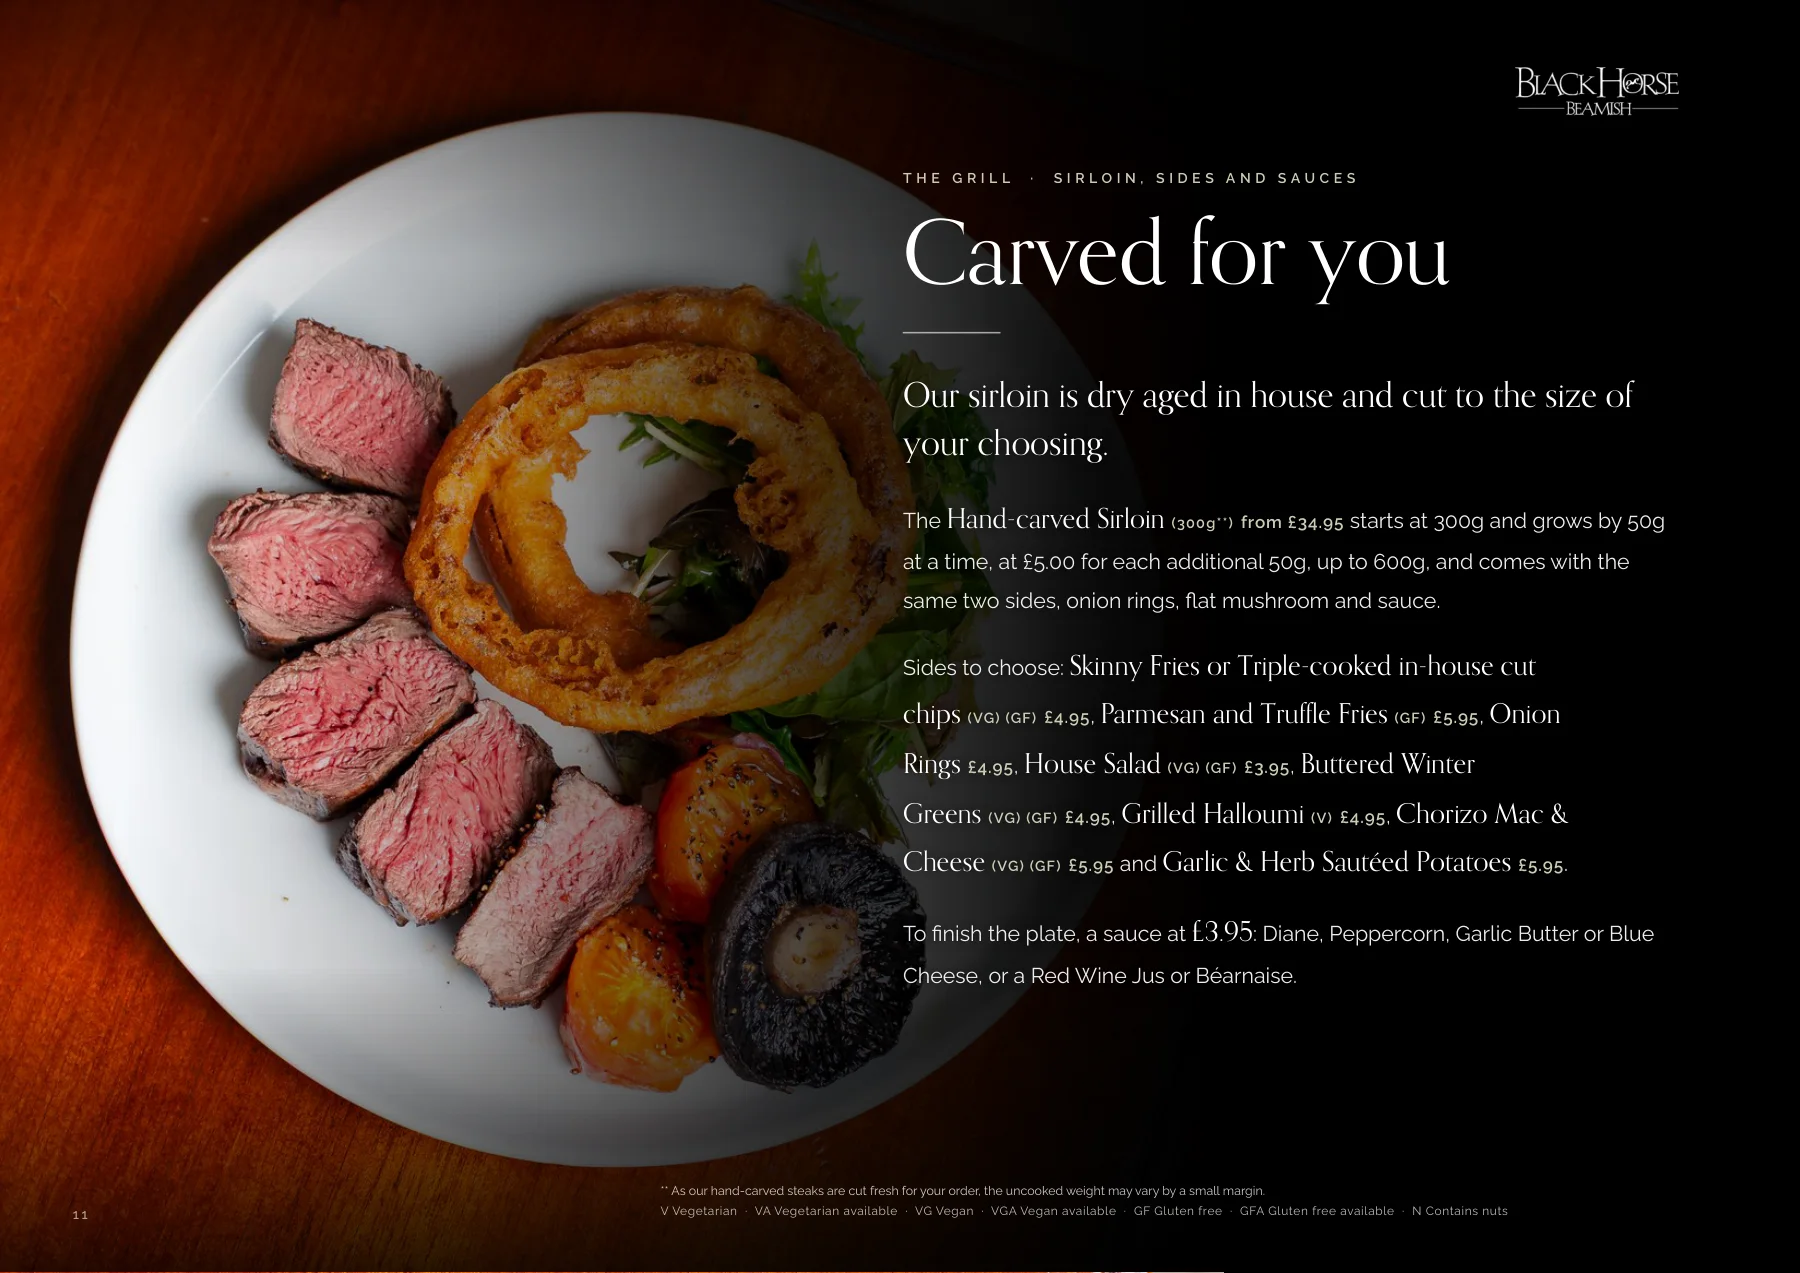 BLACK HORSE
BEAMISH
THE GRILL · SIRLOIN, SIDES AND SAUCES
Carved for you
Our sirloin is dry aged in house and cut to the size of
your choosing.
The Hand-carved Sirloin (300g**) from £34.95 starts at 300g and grows by 50g
at a time, at £5.00 for each additional 50g, up to 600g, and comes with the
same two sides, onion rings, flat mushroom and sauce.
Sides to choose: Skinny Fries or Triple-cooked in-house cut
chips (VG) (GF) £4.95, Parmesan and Truffle Fries (GF) £5.95, Onion
Rings £4.95, House Salad (VG) (GF) £3.95, Buttered Winter
Greens (VG) (GF) £4.95, Grilled Halloumi (V) £4.95, Chorizo Mac &
Cheese (VG) (GF) £5.95 and Garlic & Herb Sautéed Potatoes £5.95.
To finish the plate, a sauce at £3.95: Diane, Peppercorn, Garlic Butter or Blue
Cheese, or a Red Wine Jus or Béarnaise.
** As our hand-carved steaks are cut fresh for your order, the uncooked weight may vary by a small margin.
V Vegetarian · VA Vegetarian available · VG Vegan · VGA Vegan available · GF Gluten free · GFA Gluten free available · N Contains nuts
11